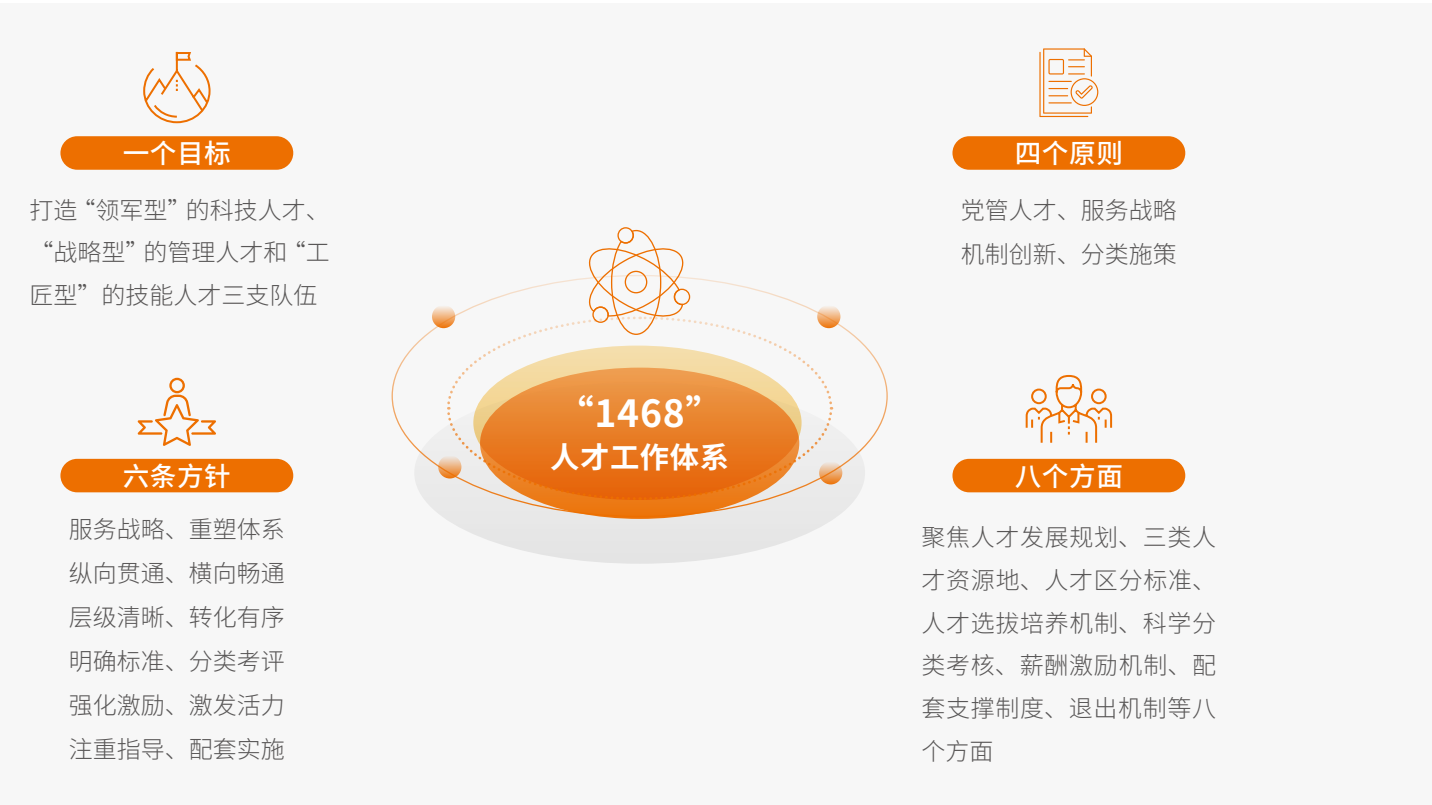 一个目标
打造“领军型”的科技人才、
“战略型”的管理人才和“工
匠型”的技能人才三支队伍
四个原则
党管人才、服务战略
机制创新、分类施策
“1468”
人才工作体系
六条方针
服务战略、重塑体系
纵向贯通、横向畅通
层级清晰、转化有序
明确标准、分类考评
强化激励、激发活力
注重指导、配套实施
八个方面
聚焦人才发展规划、三类人
才资源地、人才区分标准、
人才选拔培养机制、科学分
类考核、薪酬激励机制、配
套支撑制度、退出机制等八
个方面